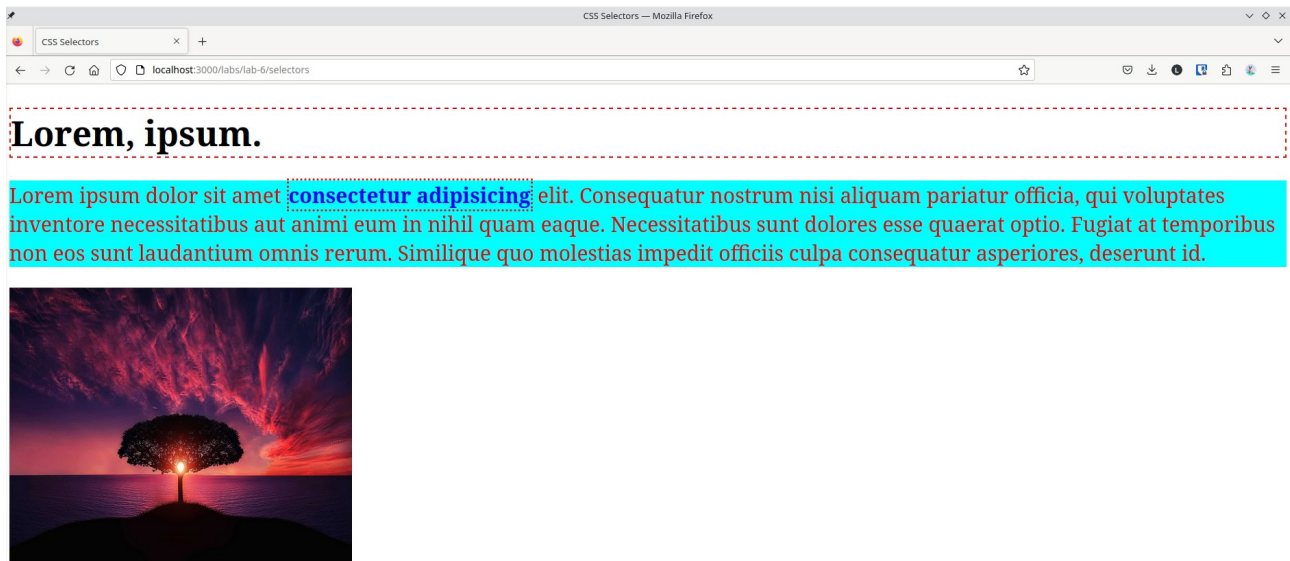 CSS Selectors — Mozilla Firefox
CSS Selectors
localhost:3000/labs/lab-6/selectors
Lorem, ipsum.
Lorem ipsum dolor sit amet consectetur adipisicing elit. Consequatur nostrum nisi aliquam pariatur officia, qui voluptates
inventore necessitatibus aut animi eum in nihil quam eaque. Necessitatibus sunt dolores esse quaerat optio. Fugiat at temporibus
non eos sunt laudantium omnis rerum. Similique quo molestias impedit officiis culpa consequatur asperiores, deserunt id.